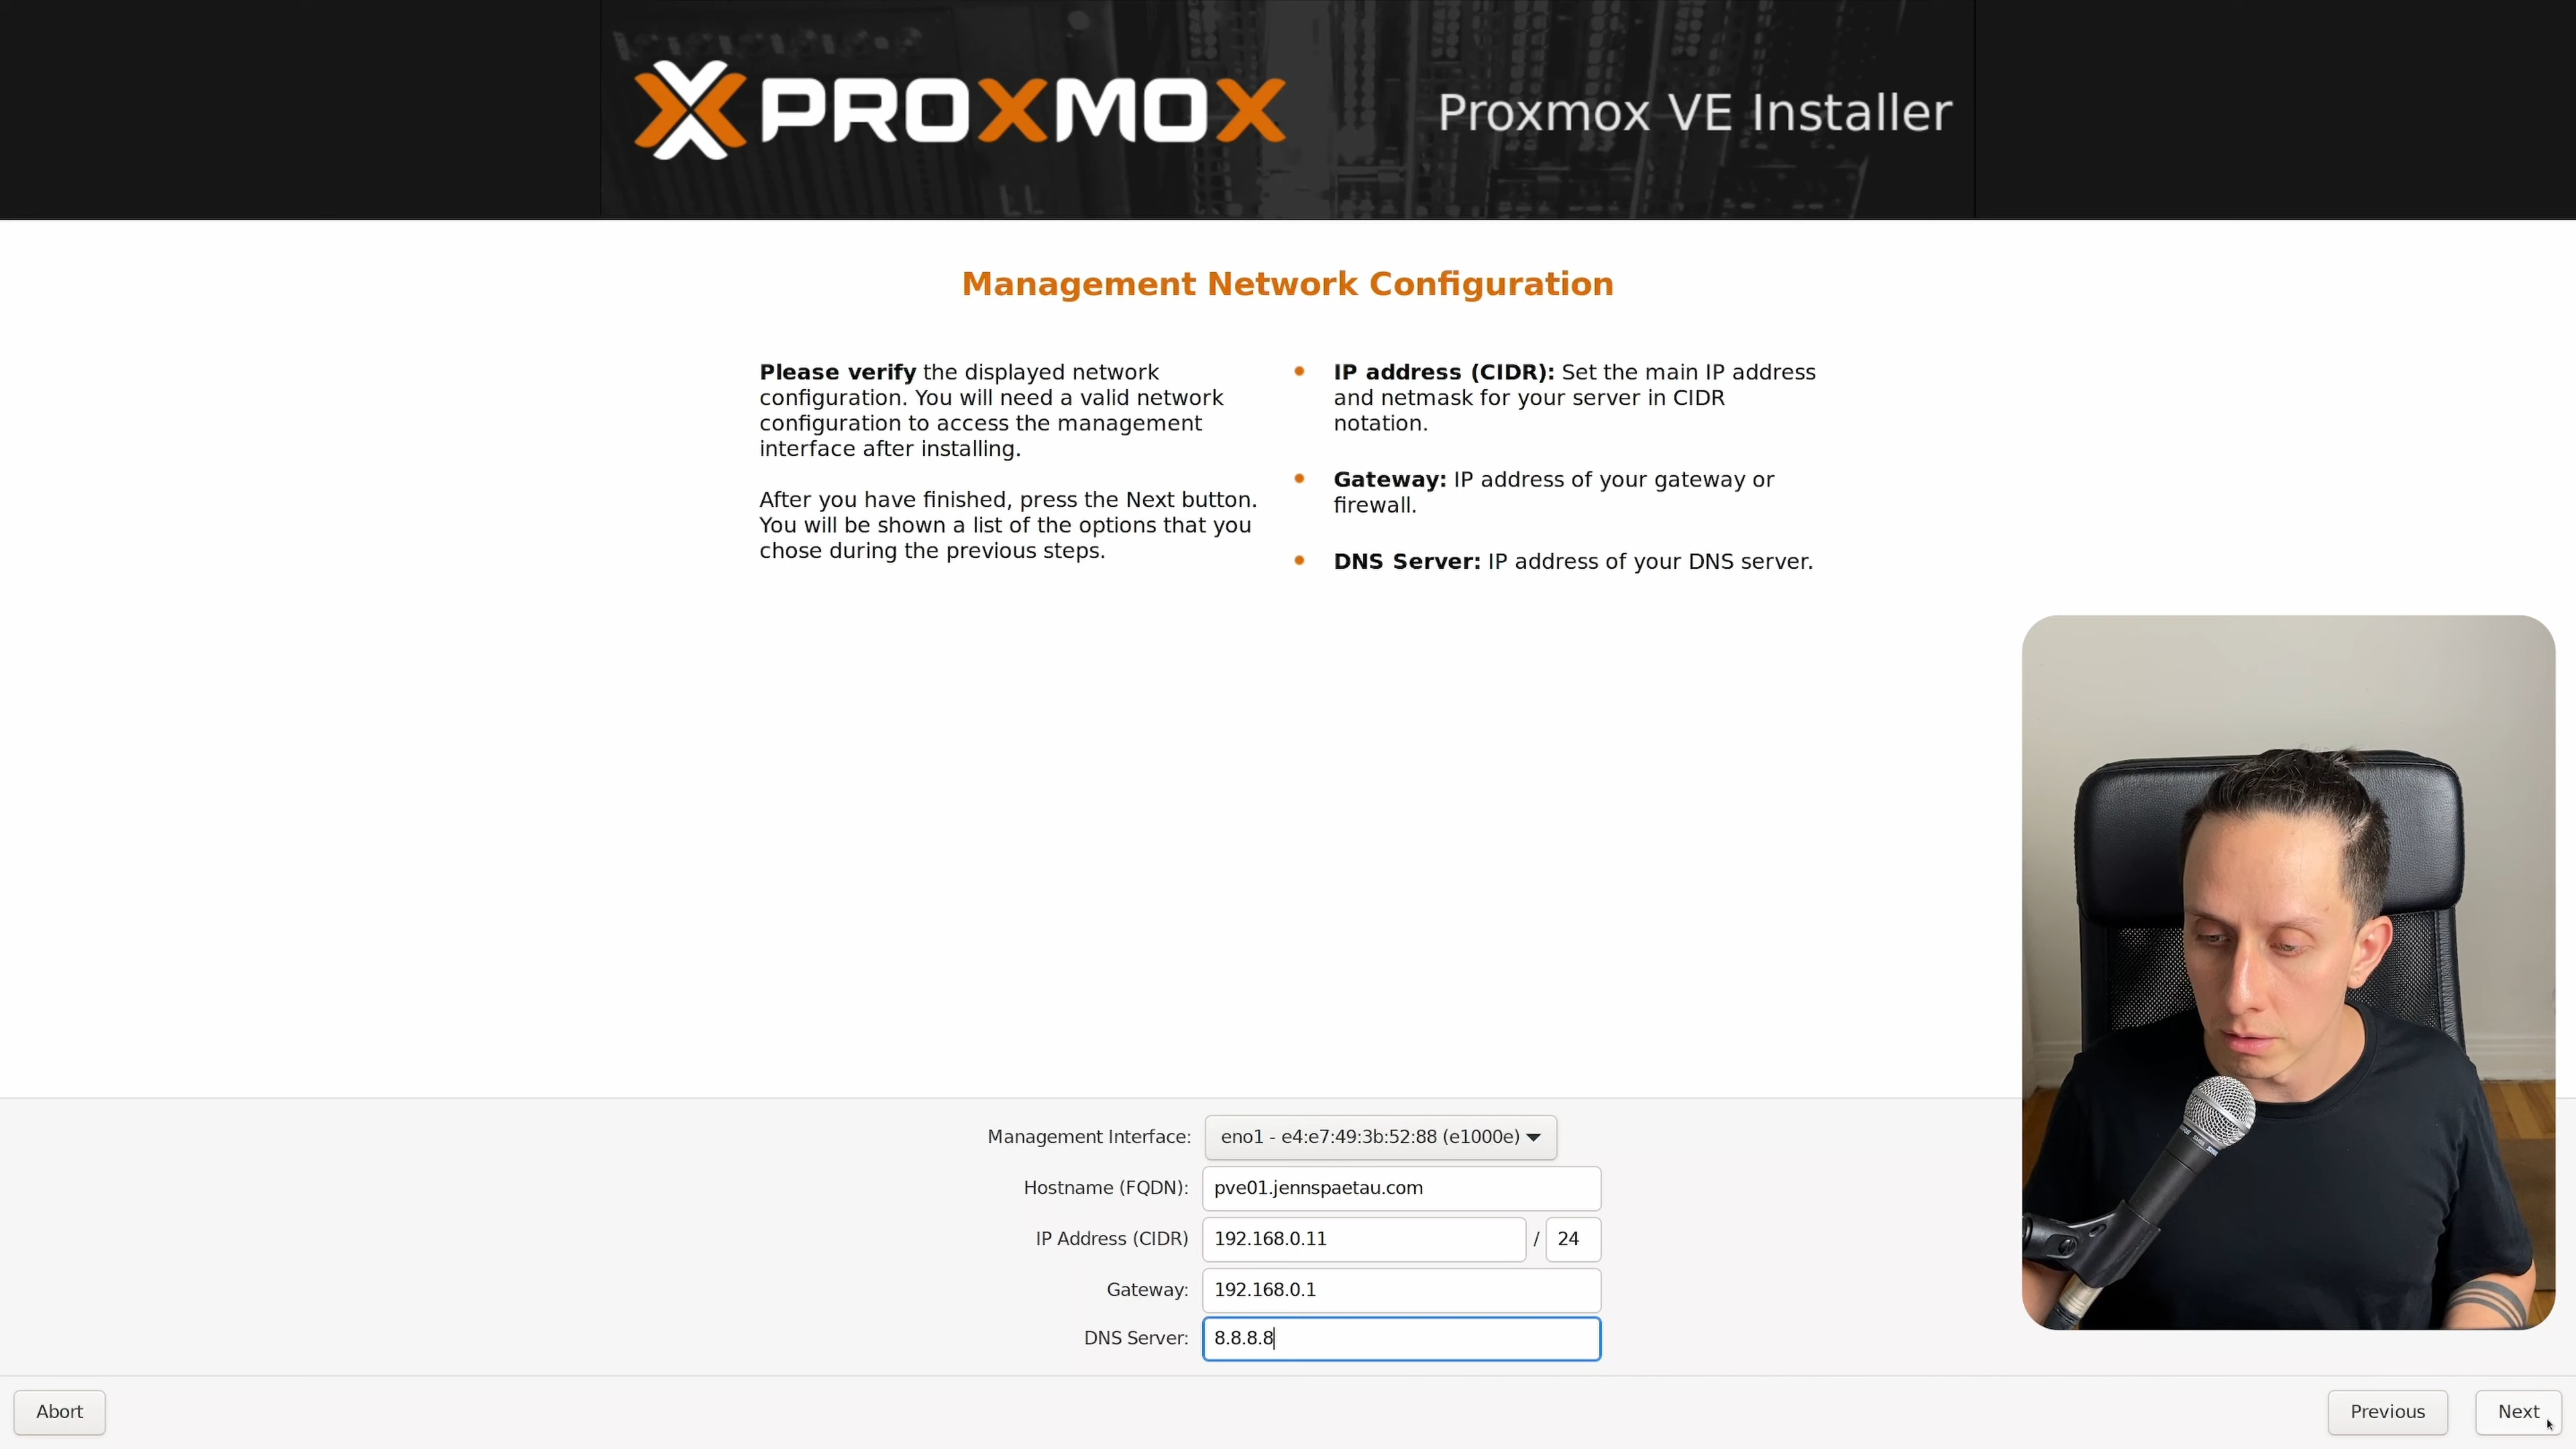 PROXMOX
Proxmox VE Installer
Management Network Configuration
Please verify the displayed network
configuration. You will need a valid network
configuration to access the management
interface after installing.
After you have finished, press the Next button.
You will be shown a list of the options that you
chose during the previous steps.
IP address (CIDR): Set the main IP address
and netmask for your server in CIDR
notation.
Gateway: IP address of your gateway or
firewall.
DNS Server: IP address of your DNS server.
Management Interface: eno1 - e4:e7:49:3b:52:88 (e1000e)
Hostname (FQDN): pve01.jennspaetau.com
IP Address (CIDR) 192.168.0.11 / 24
Gateway: 192.168.0.1
DNS Server: 8.8.8.8
Abort
Previous
Next